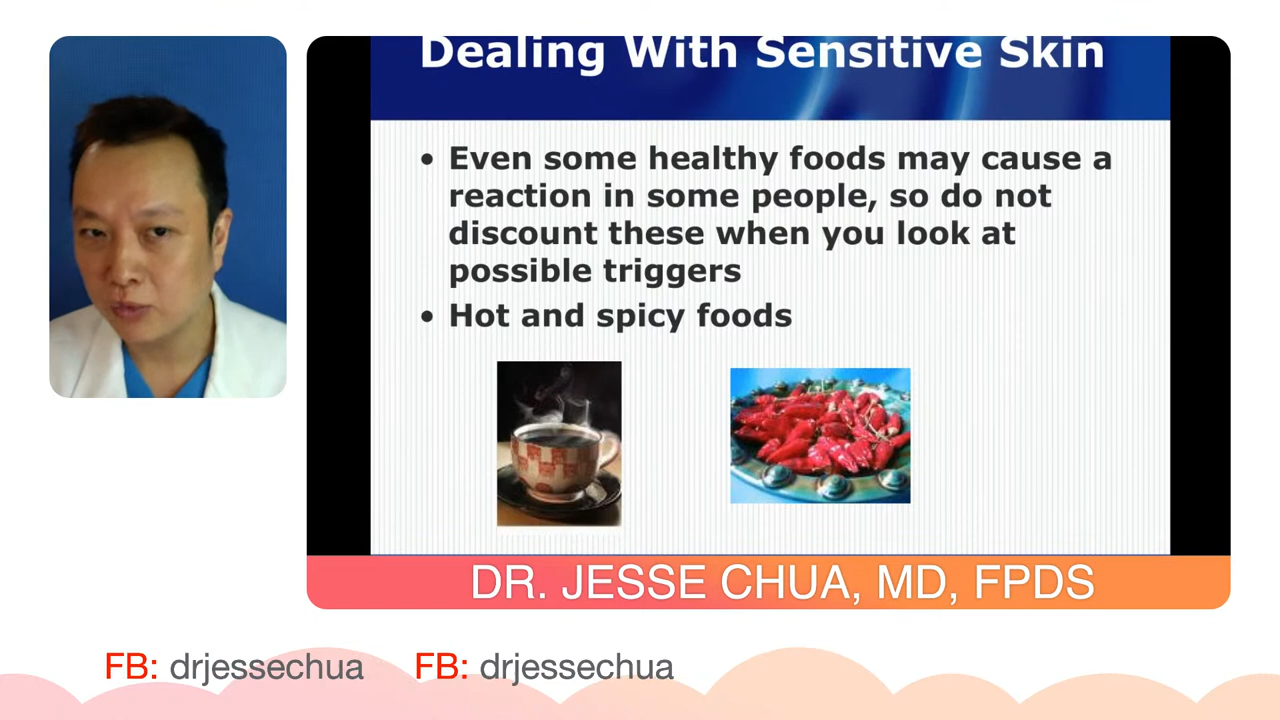 Dealing With Sensitive Skin
• Even some healthy foods may cause a
reaction in some people, so do not
discount these when you look at
possible triggers
• Hot and spicy foods
DR. JESSE CHUA, MD, FPDS
FB: drjessechua FB: drjessechua